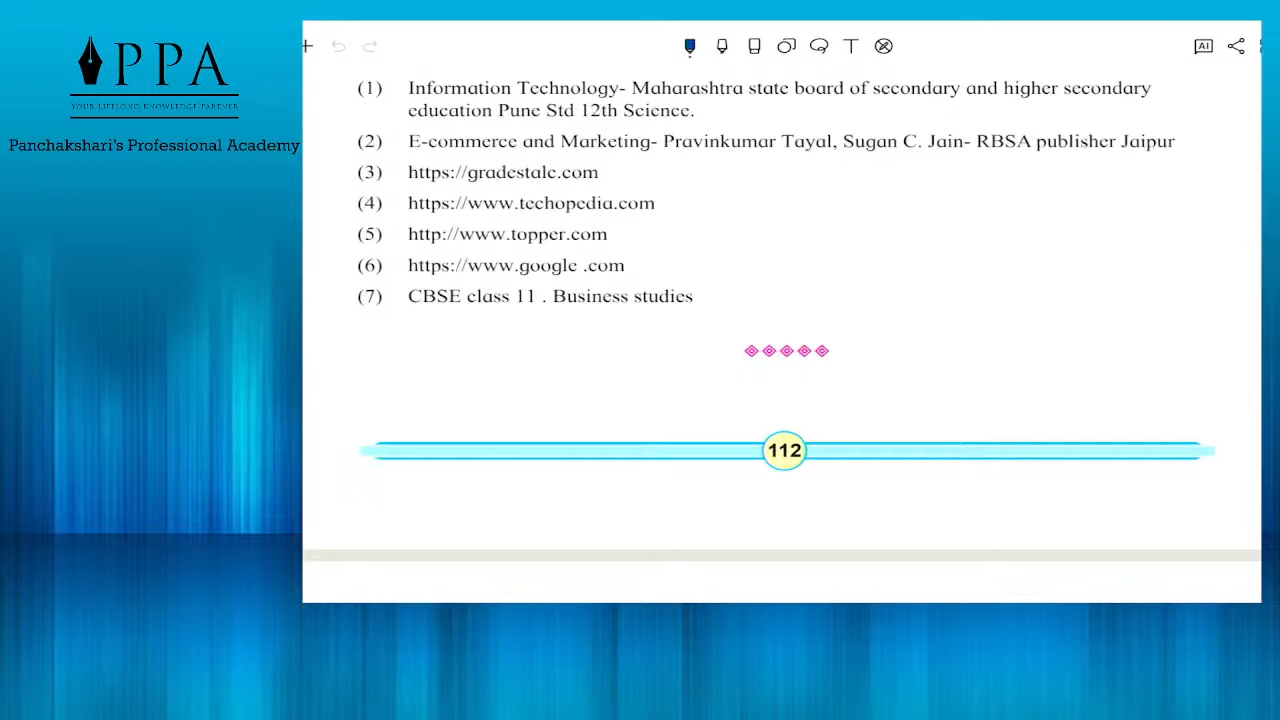 PPA
YOUR LIFELONG KNOWLEDGE PARTNER
Panchakshari's Professional Academy
AI
(1) Information Technology- Maharashtra state board of secondary and higher secondary
education Pune Std 12th Science.
(2) E-commerce and Marketing- Pravinkumar Tayal, Sugan C. Jain- RBSA publisher Jaipur
(3) https://gradestalc.com
(4) https://www.techopedia.com
(5) http://www.topper.com
(6) https://www.google .com
(7) CBSE class 11 . Business studies
112